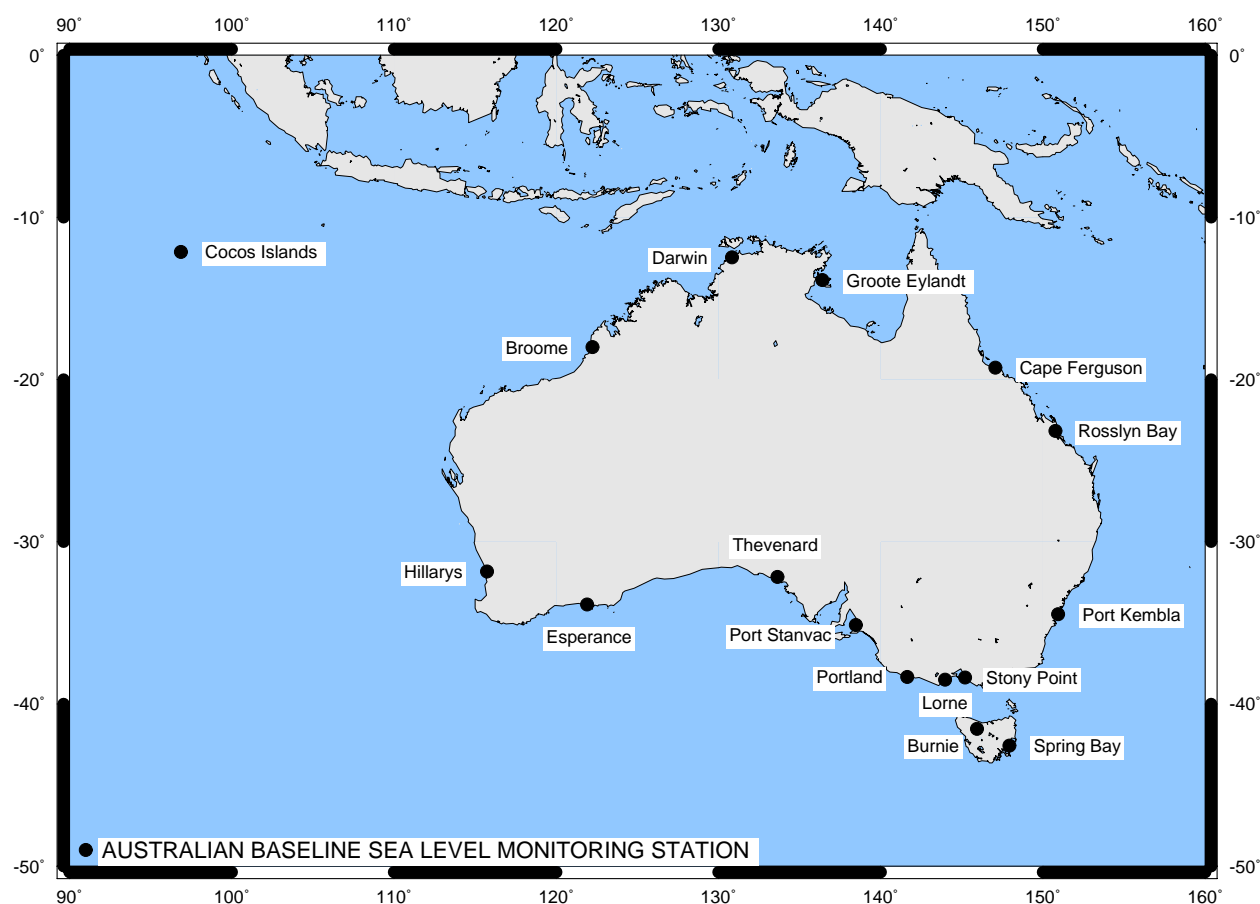 90˚ 100˚ 110˚ 120˚ 130˚ 140˚ 150˚ 160˚
0˚ 0˚
-10˚ -10˚
Cocos Islands
Darwin
Groote Eylandt
Broome
Cape Ferguson
-20˚ -20˚
Rosslyn Bay
-30˚ -30˚
Thevenard
Hillarys
Port Kembla
Esperance
Port Stanvac
Portland
Stony Point
Lorne
-40˚ -40˚
Burnie
Spring Bay
AUSTRALIAN BASELINE SEA LEVEL MONITORING STATION
-50˚ -50˚
90˚ 100˚ 110˚ 120˚ 130˚ 140˚ 150˚ 160˚